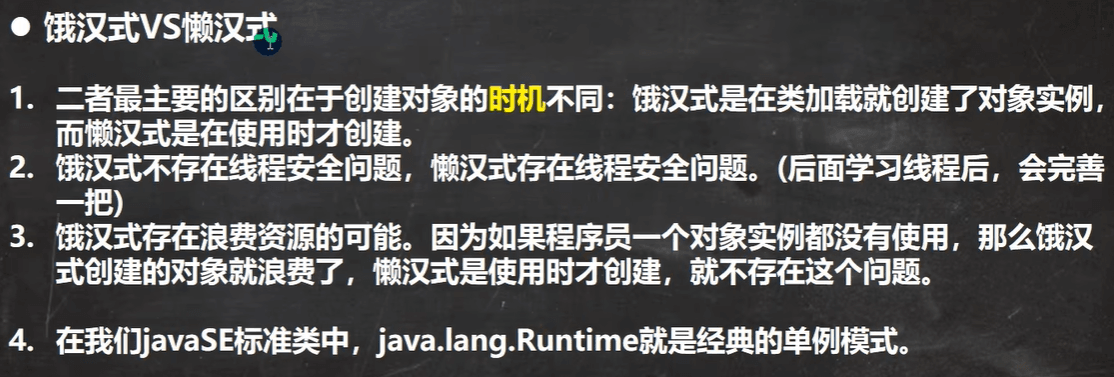 ● 饿汉式VS懒汉式
1. 二者最主要的区别在于创建对象的时机不同：饿汉式是在类加载就创建了对象实例，
而懒汉式是在使用时才创建。
2. 饿汉式不存在线程安全问题，懒汉式存在线程安全问题。(后面学习线程后，会完善
一把)
3. 饿汉式存在浪费资源的可能。因为如果程序员一个对象实例都没有使用，那么饿汉
式创建的对象就浪费了，懒汉式是使用时才创建，就不存在这个问题。
4. 在我们javaSE标准类中，java.lang.Runtime就是经典的单例模式。